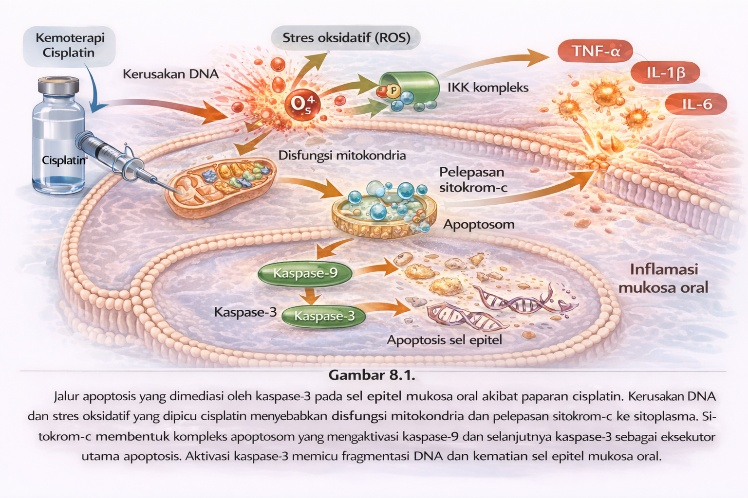 Kemoterapi
Cisplatin
Stres oksidatif (ROS)
TNF-α
IL-1β
IL-6
Kerusakan DNA
P
IKK kompleks
Cisplatin
Disfungsi mitokondria
Pelepasan
sitokrom-c
Apoptosom
Kaspase-9
Kaspase-3
Kaspase-3
Apoptosis sel epitel
Inflamasi
mukosa oral
Gambar 8.1.
Jalur apoptosis yang dimediasi oleh kaspase-3 pada sel epitel mukosa oral akibat paparan cisplatin. Kerusakan DNA
dan stres oksidatif yang dipicu cisplatin menyebabkan disfungsi mitokondria dan pelepasan sitokrom-c ke sitoplasma. Si-
tokrom-c membentuk kompleks apoptosom yang mengaktivasi kaspase-9 dan selanjutnya kaspase-3 sebagai eksekutor
utama apoptosis. Aktivasi kaspase-3 memicu fragmentasi DNA dan kematian sel epitel mukosa oral.